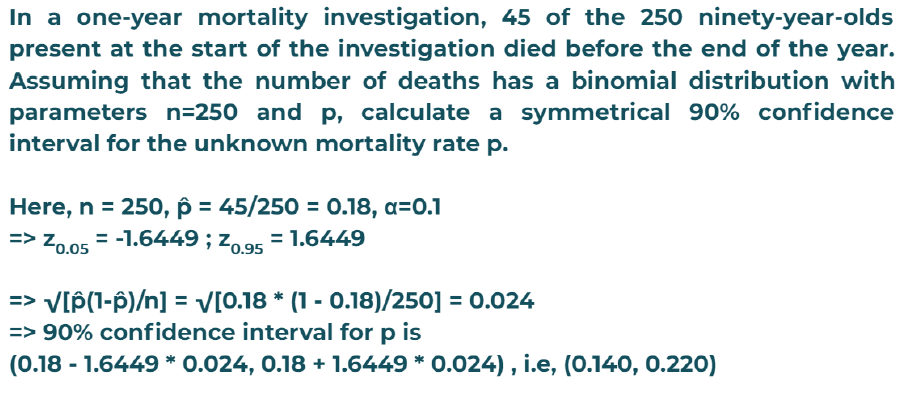 In a one-year mortality investigation, 45 of the 250 ninety-year-olds
present at the start of the investigation died before the end of the year.
Assuming that the number of deaths has a binomial distribution with
parameters n=250 and p, calculate a symmetrical 90% confidence
interval for the unknown mortality rate p.
Here, n = 250, p̂ = 45/250 = 0.18, α=0.1
=> z₀.₀₅ = -1.6449 ; z₀.₉₅ = 1.6449
=> √[p̂(1-p̂)/n] = √[0.18 * (1 - 0.18)/250] = 0.024
=> 90% confidence interval for p is
(0.18 - 1.6449 * 0.024, 0.18 + 1.6449 * 0.024) , i.e, (0.140, 0.220)